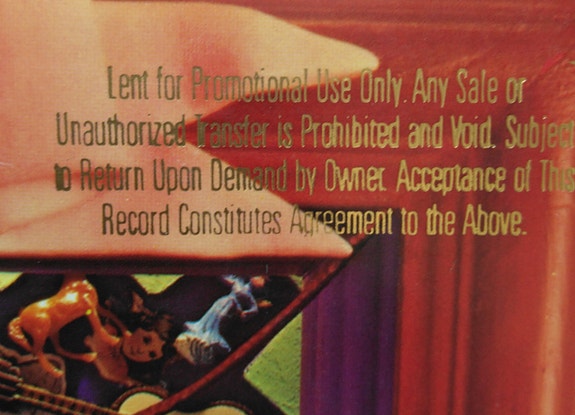 Lent for Promotional Use Only. Any Sale or
Unauthorized Transfer is Prohibited and Void. Subject
to Return Upon Demand by Owner. Acceptance of This
Record Constitutes Agreement to the Above.